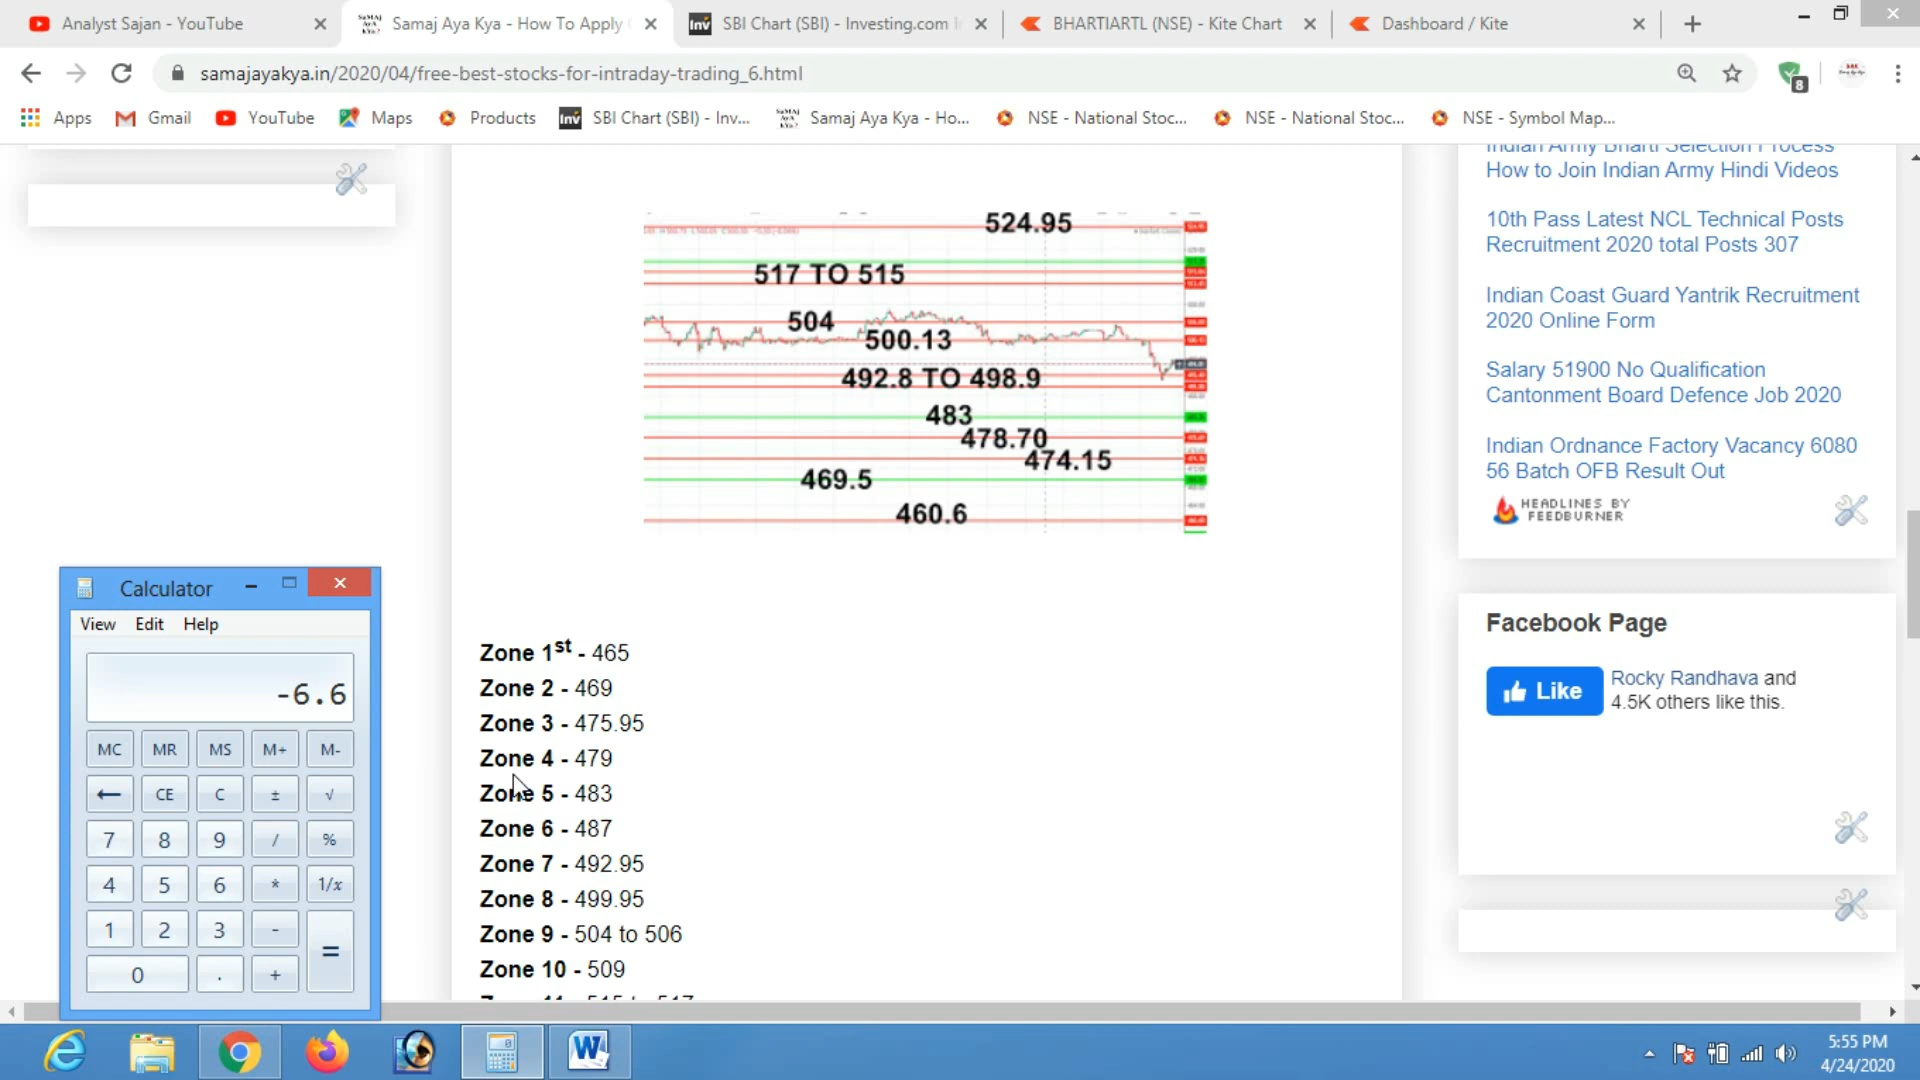 Analyst Sajan - YouTube
Samaj Aya Kya - How To Apply
SBI Chart (SBI) - Investing.com
BHARTIARTL (NSE) - Kite Chart
Dashboard / Kite
samajayakya.in/2020/04/free-best-stocks-for-intraday-trading_6.html
8
Apps
Gmail
YouTube
Maps
Products
Inv
SBI Chart (SBI) - Inv...
Samaj Aya Kya - Ho...
NSE - National Stoc...
NSE - National Stoc...
NSE - Symbol Map...
524.95
517 TO 515
504
500.13
492.8 TO 498.9
483
478.70
474.15
469.5
460.6
Zone 1st - 465
Zone 2 - 469
Zone 3 - 475.95
Zone 4 - 479
Zone 5 - 483
Zone 6 - 487
Zone 7 - 492.95
Zone 8 - 499.95
Zone 9 - 504 to 506
Zone 10 - 509
Indian Army Bharti Selection Process
How to Join Indian Army Hindi Videos
10th Pass Latest NCL Technical Posts
Recruitment 2020 total Posts 307
Indian Coast Guard Yantrik Recruitment
2020 Online Form
Salary 51900 No Qualification
Cantonment Board Defence Job 2020
Indian Ordnance Factory Vacancy 6080
56 Batch OFB Result Out
HEADLINES BY
FEEDBURNER
Facebook Page
Like
Rocky Randhava and
4.5K others like this.
Calculator
View Edit Help
-6.6
MC MR MS M+ M-
← CE C ± √
7 8 9 / %
4 5 6 * 1/x
1 2 3 - =
0 . +
5:55 PM
4/24/2020